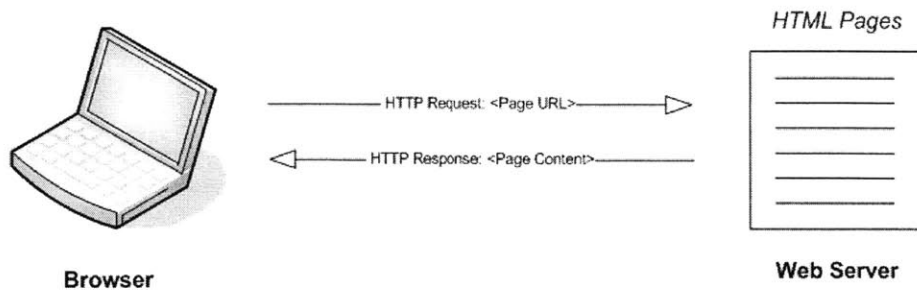 HTML Pages
HTTP Request: <Page URL>
HTTP Response: <Page Content>
Browser
Web Server